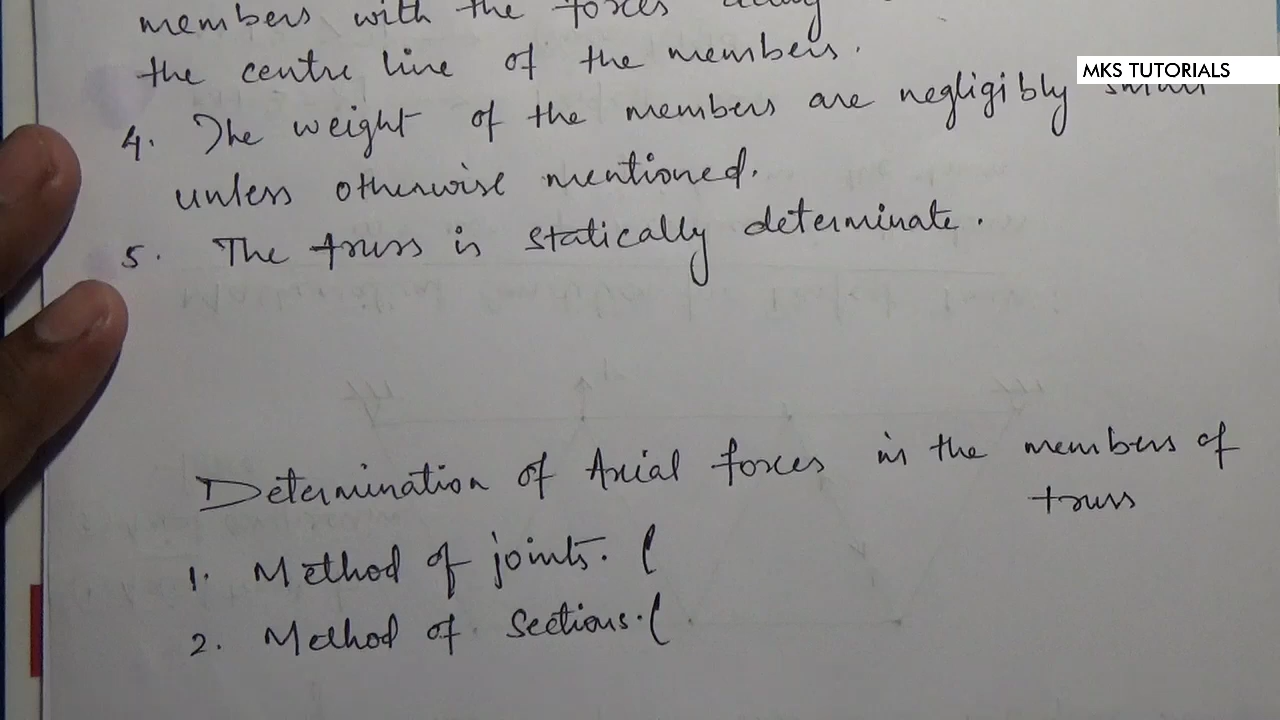 members with the forces along
the centre line of the members.
MKS TUTORIALS
4. The weight of the members are negligibly small
unless otherwise mentioned.
5. The truss is statically determinate.
Determination of Axial forces in the members of
truss
1. Method of joints. (
2. Method of sections. (